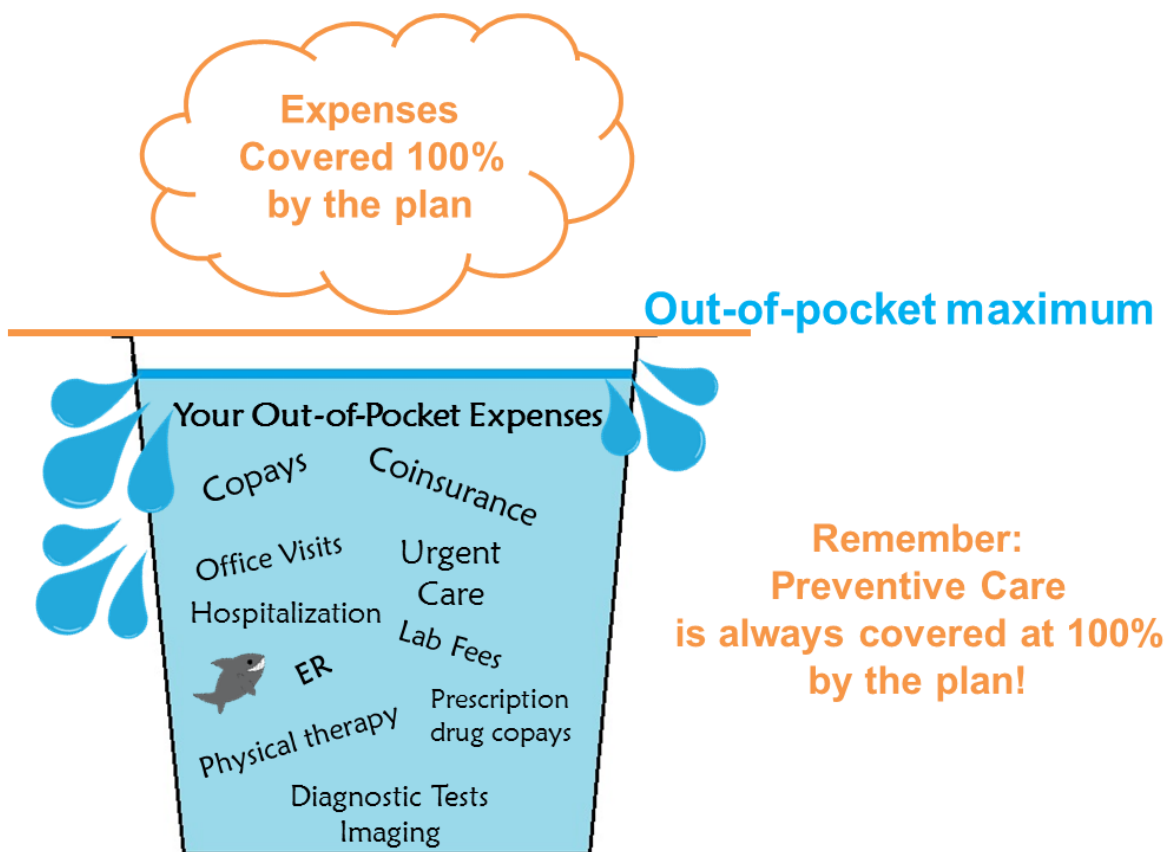 Expenses
Covered 100%
by the plan
Out-of-pocket maximum
Your Out-of-Pocket Expenses
Copays
Coinsurance
Office Visits
Urgent
Care
Hospitalization
Lab Fees
ER
Prescription
drug copays
Physical therapy
Diagnostic Tests
Imaging
Remember:
Preventive Care
is always covered at 100%
by the plan!